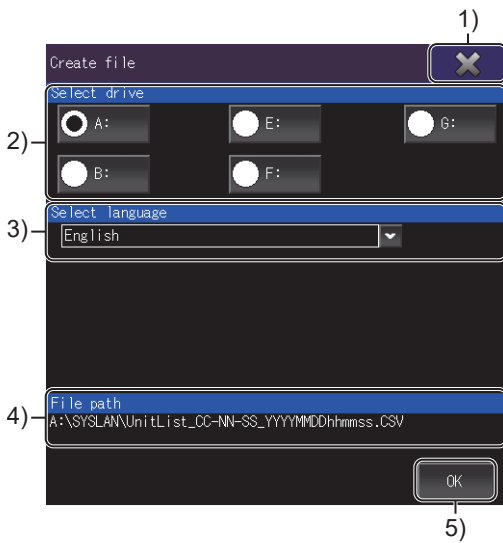 1)
Create file
Select drive
2)
A:
E:
G:
B:
F:
Select language
3)
English
File path
4)
A:\SYSLAN\UnitList_CC-NN-SS_YYYYMMDDhhmmss.CSV
OK
5)